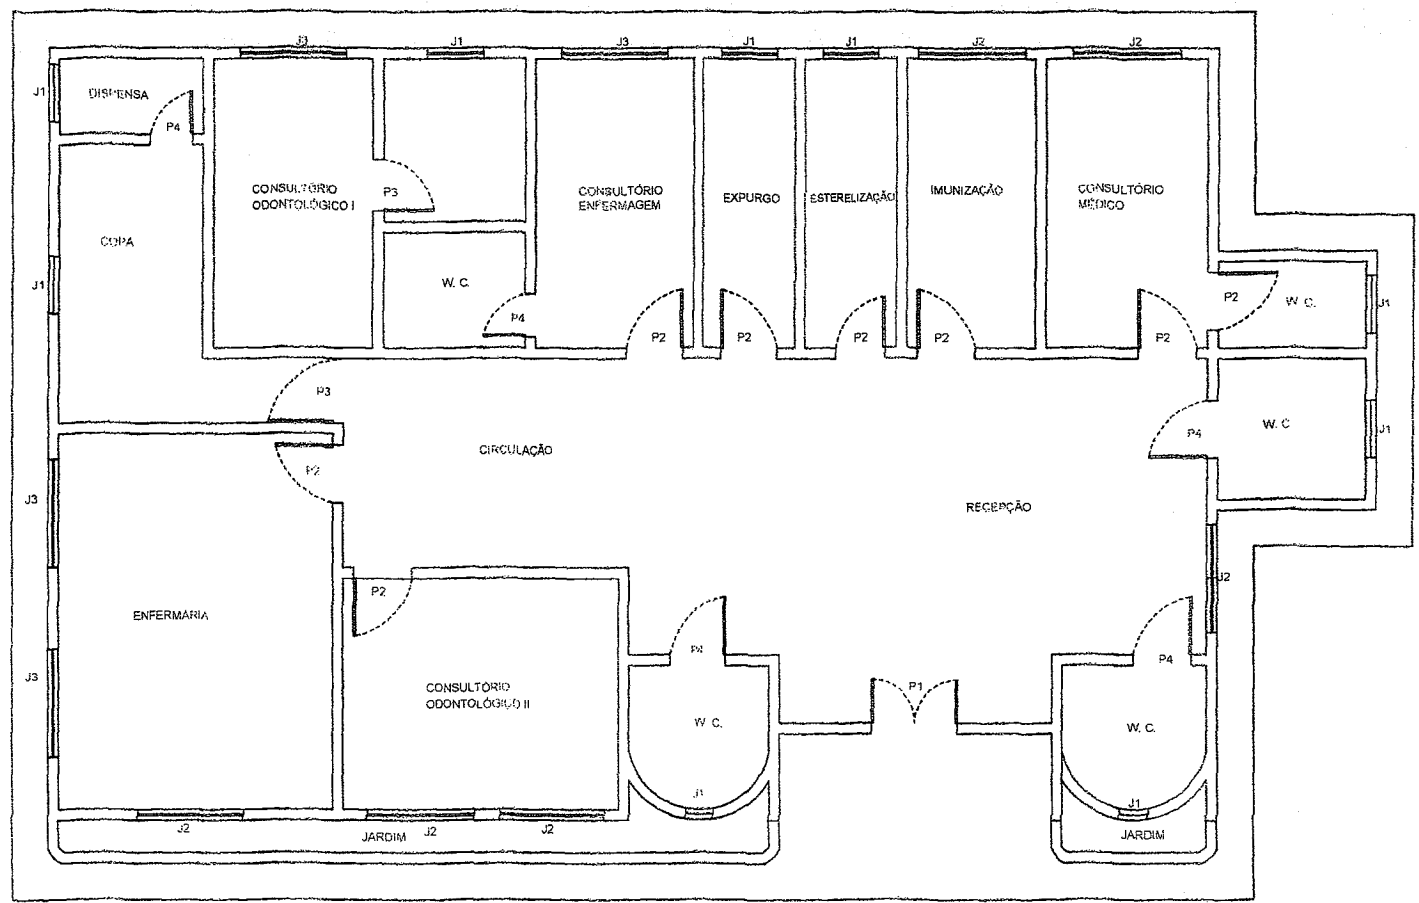 J3
J1
J3
J1
J1
J2
J2
J1
DISPENSA
P4
CONSULTÓRIO
ODONTOLÓGICO I
P3
CONSULTÓRIO
ENFERMAGEM
EXPURGO
ESTERELIZAÇÃO
IMUNIZAÇÃO
CONSULTÓRIO
MÉDICO
COPA
J1
W. C.
P4
P2
P2
P2
P2
P2
P2
W. C.
J1
P3
P4
W. C
J1
CIRCULAÇÃO
P2
J3
RECEPÇÃO
J2
P2
ENFERMARIA
J3
P4
P1
CONSULTÓRIO
ODONTOLÓGICO II
W. C.
W. C.
J1
J1
J2
JARDIM
J2
J2
JARDIM